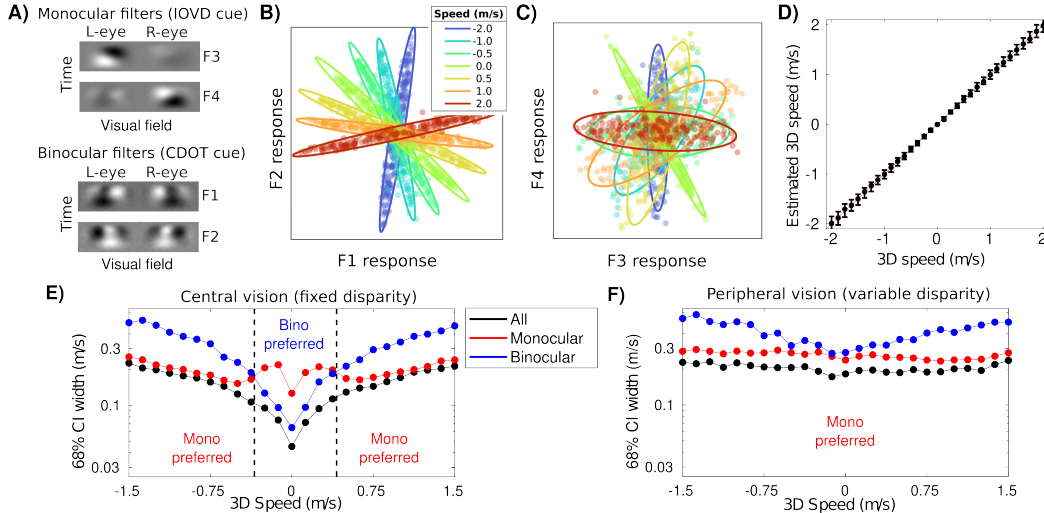 A)
Monocular filters (IOVD cue)
L-eye R-eye
Time
F3
F4
Visual field
Binocular filters (CDOT cue)
L-eye R-eye
Time
F1
F2
Visual field
B)
Speed (m/s)
-2.0
-1.0
-0.5
0.0
0.5
1.0
2.0
F2 response
F1 response
C)
F4 response
F3 response
D)
Estimated 3D speed (m/s)
2
1
0
-1
-2
-2 -1 0 1 2
3D speed (m/s)
E)
Central vision (fixed disparity)
All
Monocular
Binocular
Bino
preferred
Mono
preferred
Mono
preferred
68% CI width (m/s)
0.3
0.1
0.03
-1.5 -0.75 0 0.75 1.5
3D Speed (m/s)
F)
Peripheral vision (variable disparity)
Mono
preferred
68% CI width (m/s)
0.3
0.1
0.03
-1.5 -0.75 0 0.75 1.5
3D Speed (m/s)